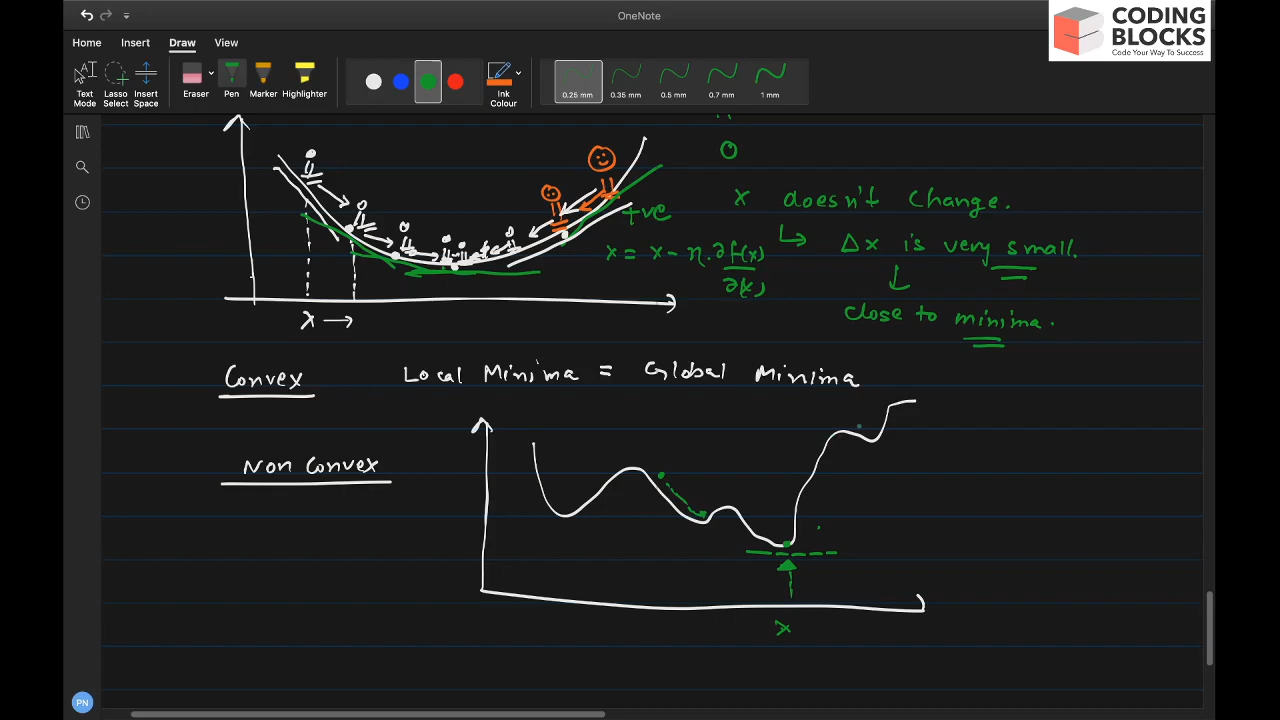 OneNote
CODING
BLOCKS
Code Your Way To Success
Home Insert Draw View
Text Mode
Lasso Select
Insert Space
Eraser
Pen
Marker
Highlighter
Ink Colour
0.25 mm
0.35 mm
0.5 mm
0.7 mm
1 mm
0
x doesn't change.
+ve
x = x - η. ∂f(x)
∂(x)
↳ Δx is very small.
↓
close to minima.
x →
Convex Local Minima = Global Minima
Non Convex
x
PN